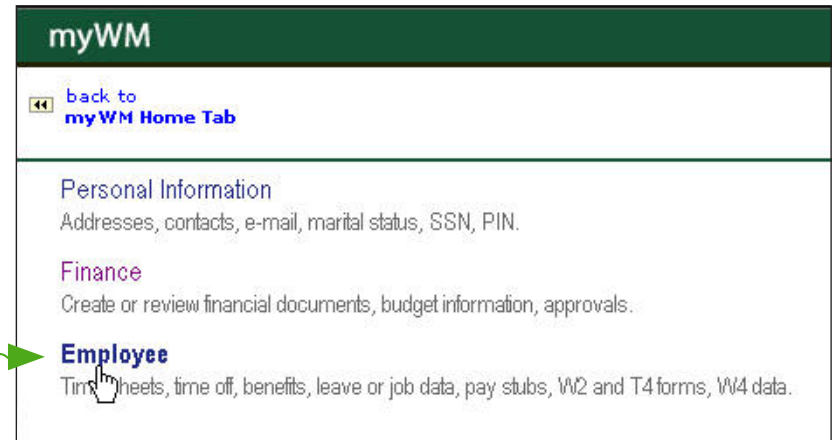 myWM
back to
myWM Home Tab
Personal Information
Addresses, contacts, e-mail, marital status, SSN, PIN.
Finance
Create or review financial documents, budget information, approvals.
Employee
Time sheets, time off, benefits, leave or job data, pay stubs, W2 and T4 forms, W4 data.